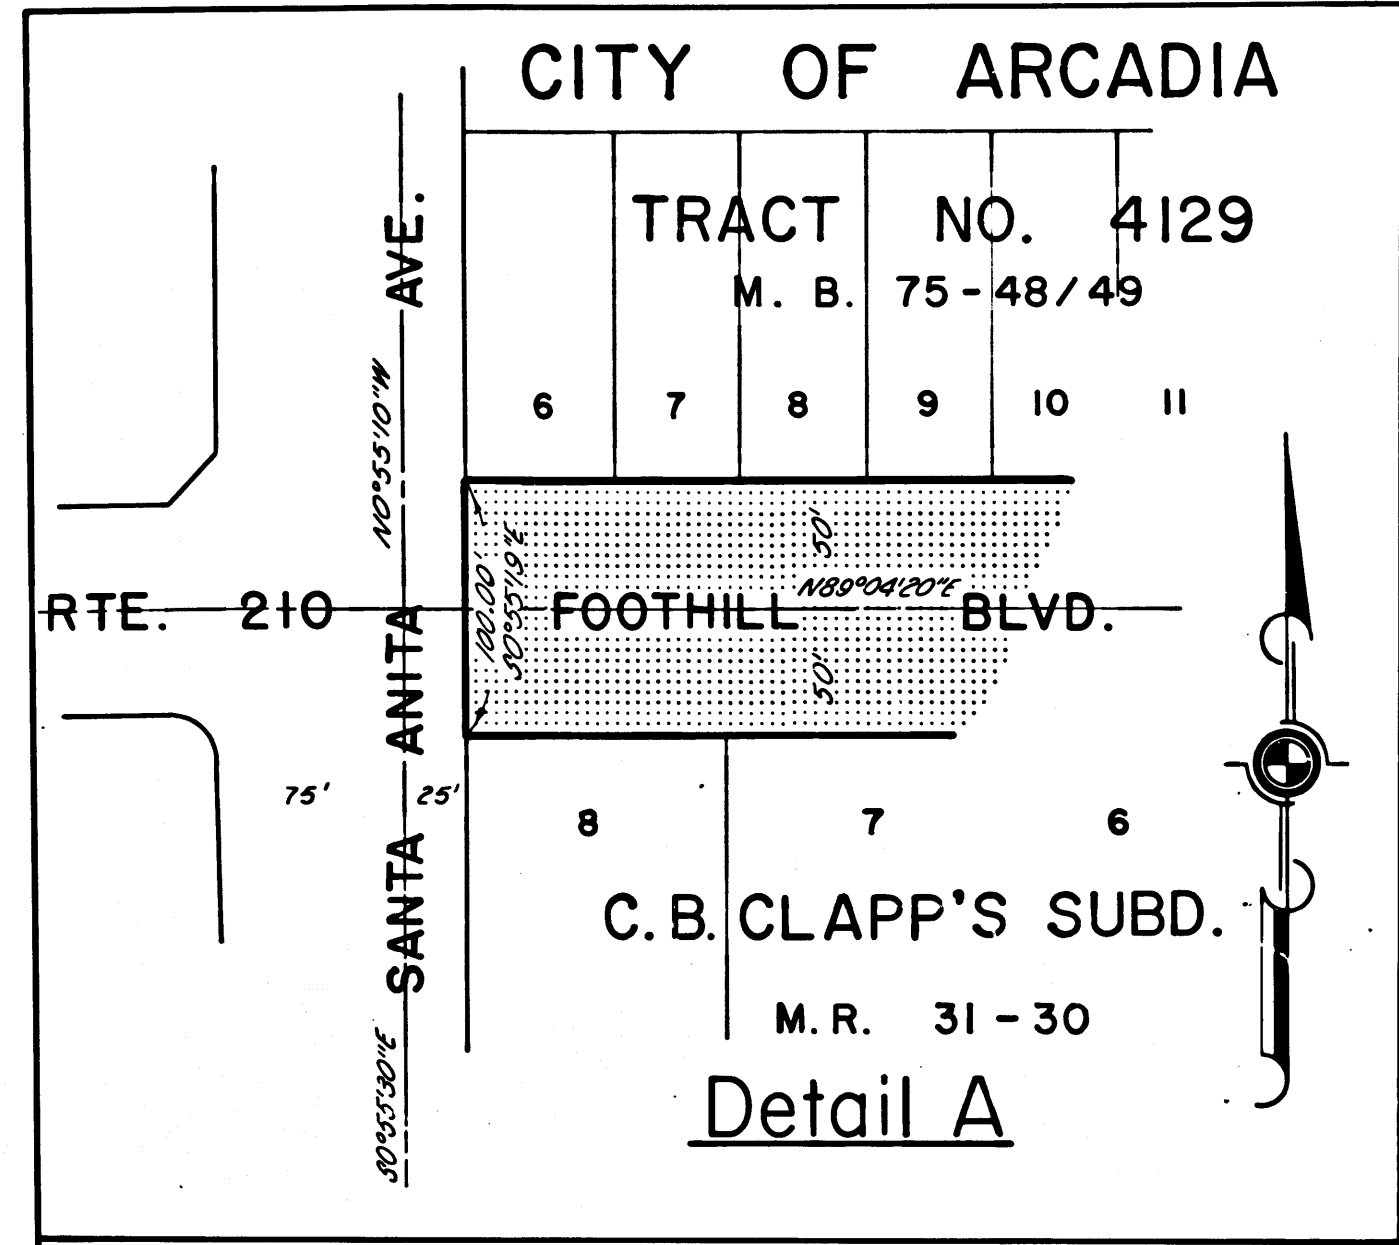 CITY OF ARCADIA
TRACT NO. 4129
M. B. 75-48/49
6 7 8 9 10 11
SANTA ANITA AVE.
N0°55'10"W
100.00'
S0°55'19"E
50'
N89°04'20"E
RTE. 210 FOOTHILL BLVD.
50'
75' 25'
8 7 6
C.B. CLAPP'S SUBD.
M.R. 31-30
S0°55'30"E
Detail A